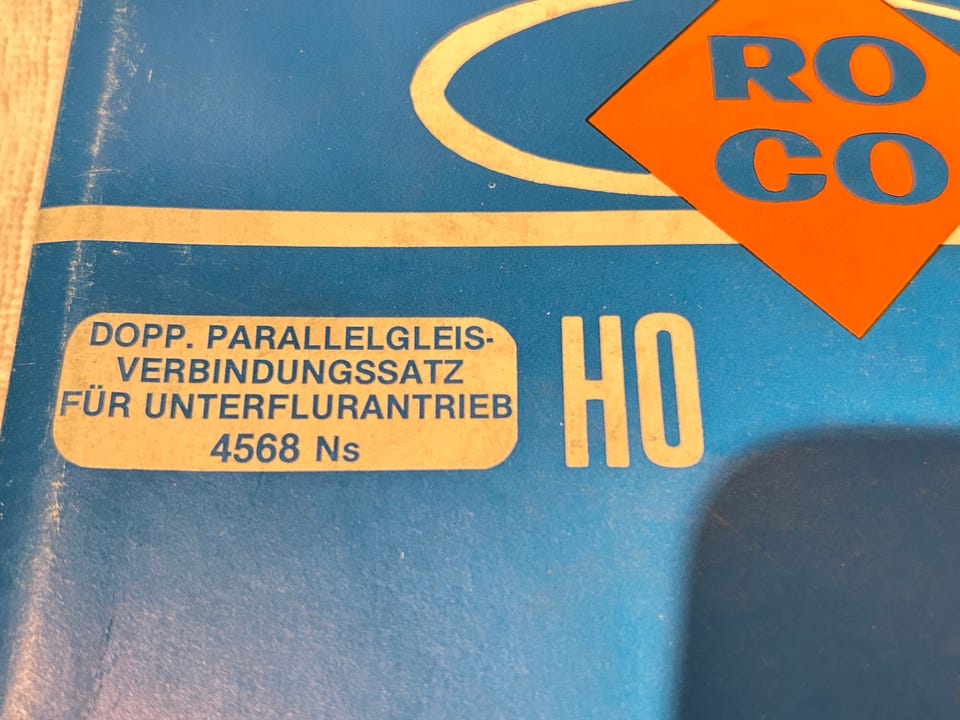 RO
CO
DOPP. PARALLELGLEIS-
VERBINDUNGSSATZ
FÜR UNTERFLURANTRIEB
4568 Ns
HO